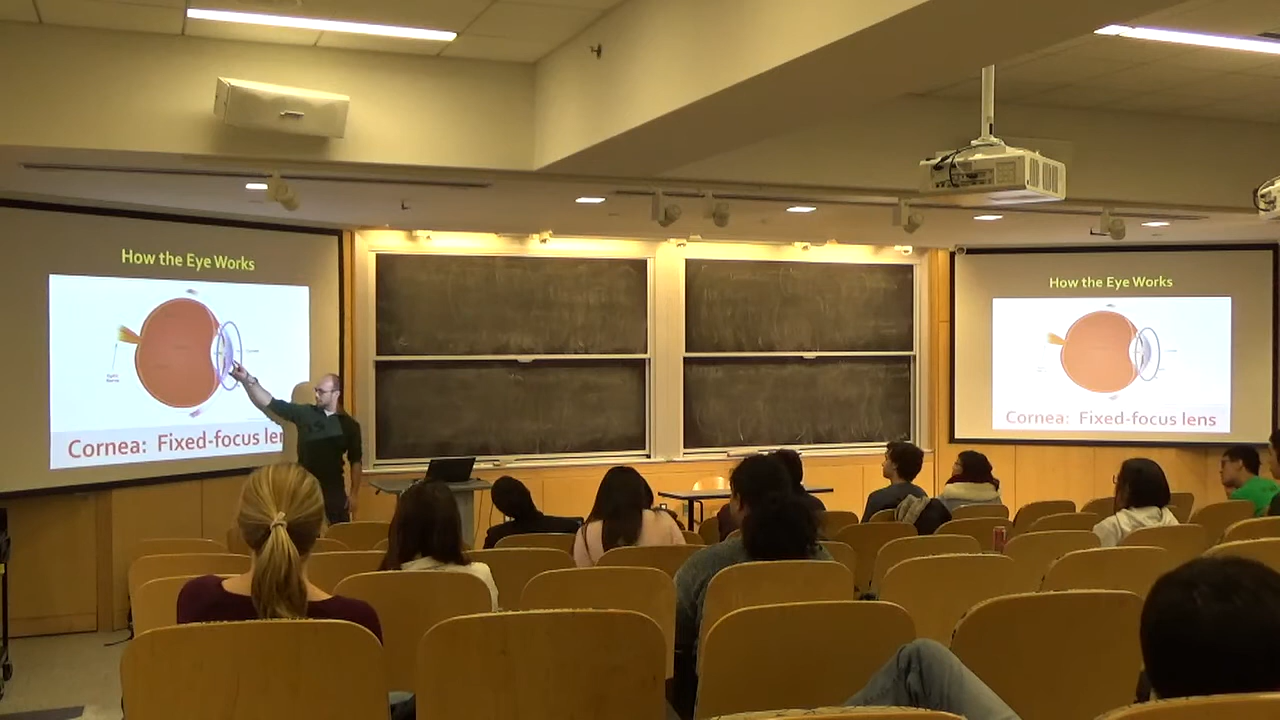 How the Eye Works
Cornea: Fixed-focus len
How the Eye Works
Cornea: Fixed-focus lens